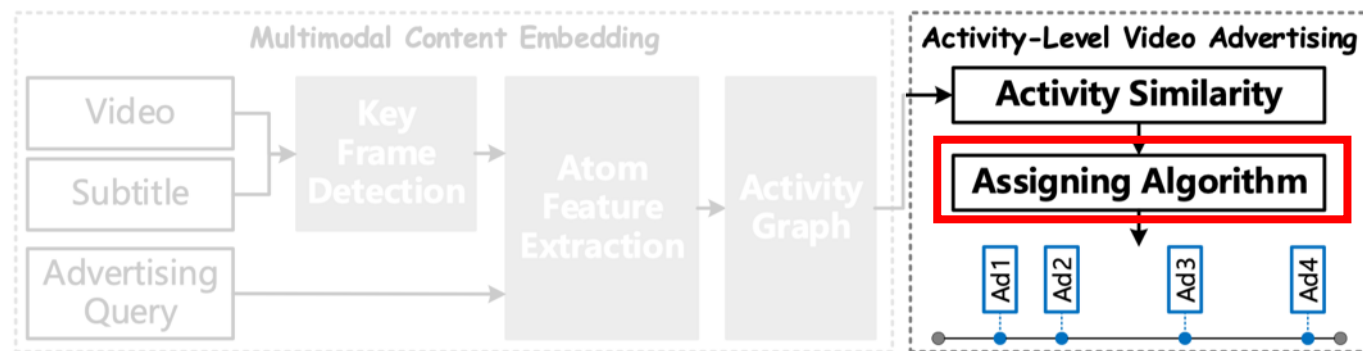 Multimodal Content Embedding
Video
Subtitle
Advertising
Query
Key
Frame
Detection
Atom
Feature
Extraction
Activity
Graph
Activity-Level Video Advertising
Activity Similarity
Assigning Algorithm
Ad1
Ad2
Ad3
Ad4